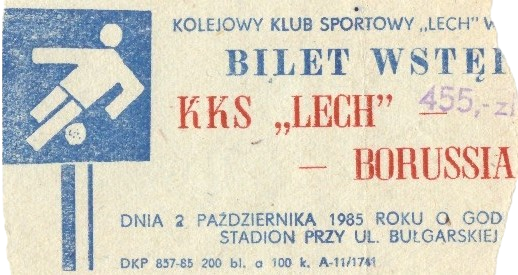 KOLEJOWY KLUB SPORTOWY „LECH” W
BILET WSTĘ
KKS „LECH” —
455,- zł
— BORUSSIA
DNIA 2 PAŹDZIERNIKA 1985 ROKU O GOD
STADION PRZY UL. BUŁGARSKIEJ
DKP 857-85 200 bl. a 100 k. A-11/1741